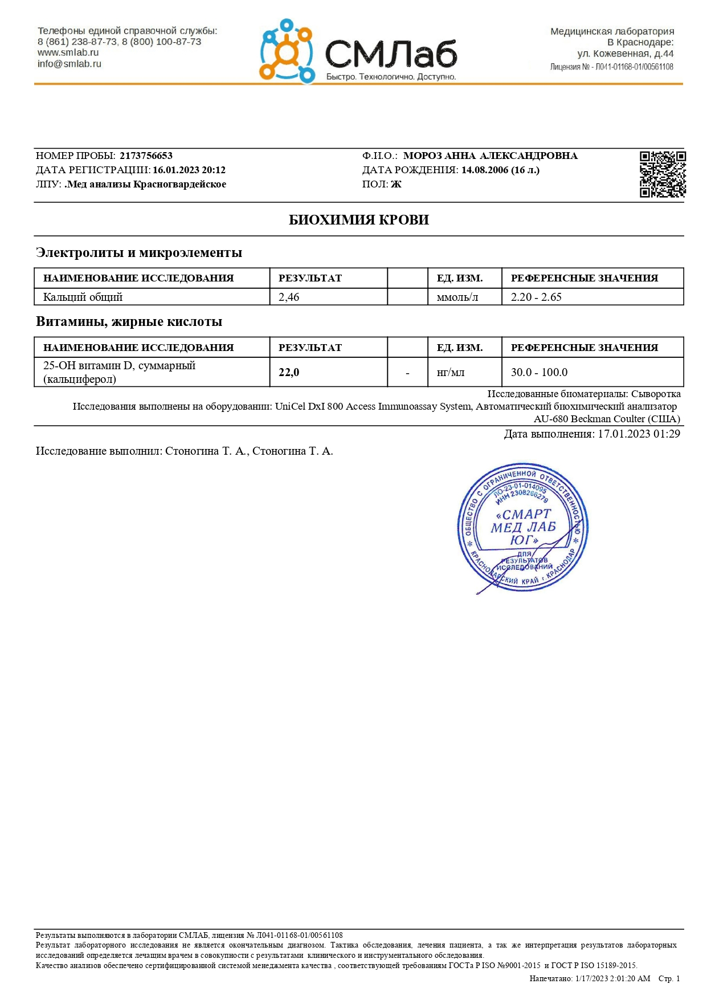 Телефоны единой справочной службы:
8 (861) 238-87-73, 8 (800) 100-87-73
www.smlab.ru
info@smlab.ru
СМЛаб
Быстро. Технологично. Доступно.
Медицинская лаборатория
В Краснодаре:
ул. Кожевенная, д.44
Лицензия № - Л041-01168-01/00561108
НОМЕР ПРОБЫ: 2173756653
ДАТА РЕГИСТРАЦИИ: 16.01.2023 20:12
ЛПУ: .Мед анализы Красногвардейское
Ф.И.О.: МОРОЗ АННА АЛЕКСАНДРОВНА
ДАТА РОЖДЕНИЯ: 14.08.2006 (16 л.)
ПОЛ: Ж
БИОХИМИЯ КРОВИ
Электролиты и микроэлементы
НАИМЕНОВАНИЕ ИССЛЕДОВАНИЯ РЕЗУЛЬТАТ ЕД. ИЗМ. РЕФЕРЕНСНЫЕ ЗНАЧЕНИЯ
Кальций общий 2,46 ммоль/л 2.20 - 2.65
Витамины, жирные кислоты
НАИМЕНОВАНИЕ ИССЛЕДОВАНИЯ РЕЗУЛЬТАТ ЕД. ИЗМ. РЕФЕРЕНСНЫЕ ЗНАЧЕНИЯ
25-OH витамин D, суммарный
(кальциферол) 22,0 - нг/мл 30.0 - 100.0
Исследованные биоматериалы: Сыворотка
Исследования выполнены на оборудовании: UniCel DxI 800 Access Immunoassay System, Автоматический биохимический анализатор
AU-680 Beckman Coulter (США)
Дата выполнения: 17.01.2023 01:29
Исследование выполнил: Стоногина Т. А., Стоногина Т. А.
ОБЩЕСТВО С ОГРАНИЧЕННОЙ ОТВЕТСТВЕННОСТЬЮ
ЛО-23-01-014095
ИНН 2308266279
«СМАРТ
МЕД ЛАБ
ЮГ»
ДЛЯ
РЕЗУЛЬТАТОВ
ИССЛЕДОВАНИЙ
КРАСНОДАРСКИЙ КРАЙ г. КРАСНОДАР
Результаты выполняются в лаборатории СМЛАБ, лицензия № Л041-01168-01/00561108
Результат лабораторного исследования не является окончательным диагнозом. Тактика обследования, лечения пациента, а так же интерпретация результатов лабораторных
исследований определяется лечащим врачем в совокупности с результатами клинического и инструментального обследования.
Качество анализов обеспечено сертифицированной системой менеджмента качества , соответствующей требованиям ГОСТа Р ISO №9001-2015 и ГОСТ Р ISO 15189-2015.
Напечатано: 1/17/2023 2:01:20 AM Стр. 1